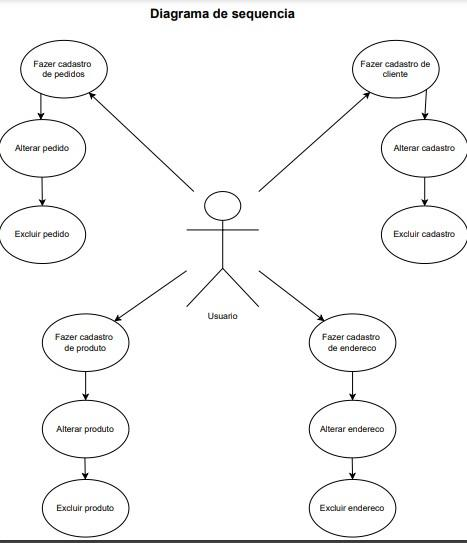 Diagrama de sequencia
Fazer cadastro
de pedidos
Fazer cadastro de
cliente
Alterar pedido
Alterar cadastro
Excluir pedido
Excluir cadastro
Usuario
Fazer cadastro
de produto
Fazer cadastro
de endereco
Alterar produto
Alterar endereco
Excluir produto
Excluir endereco